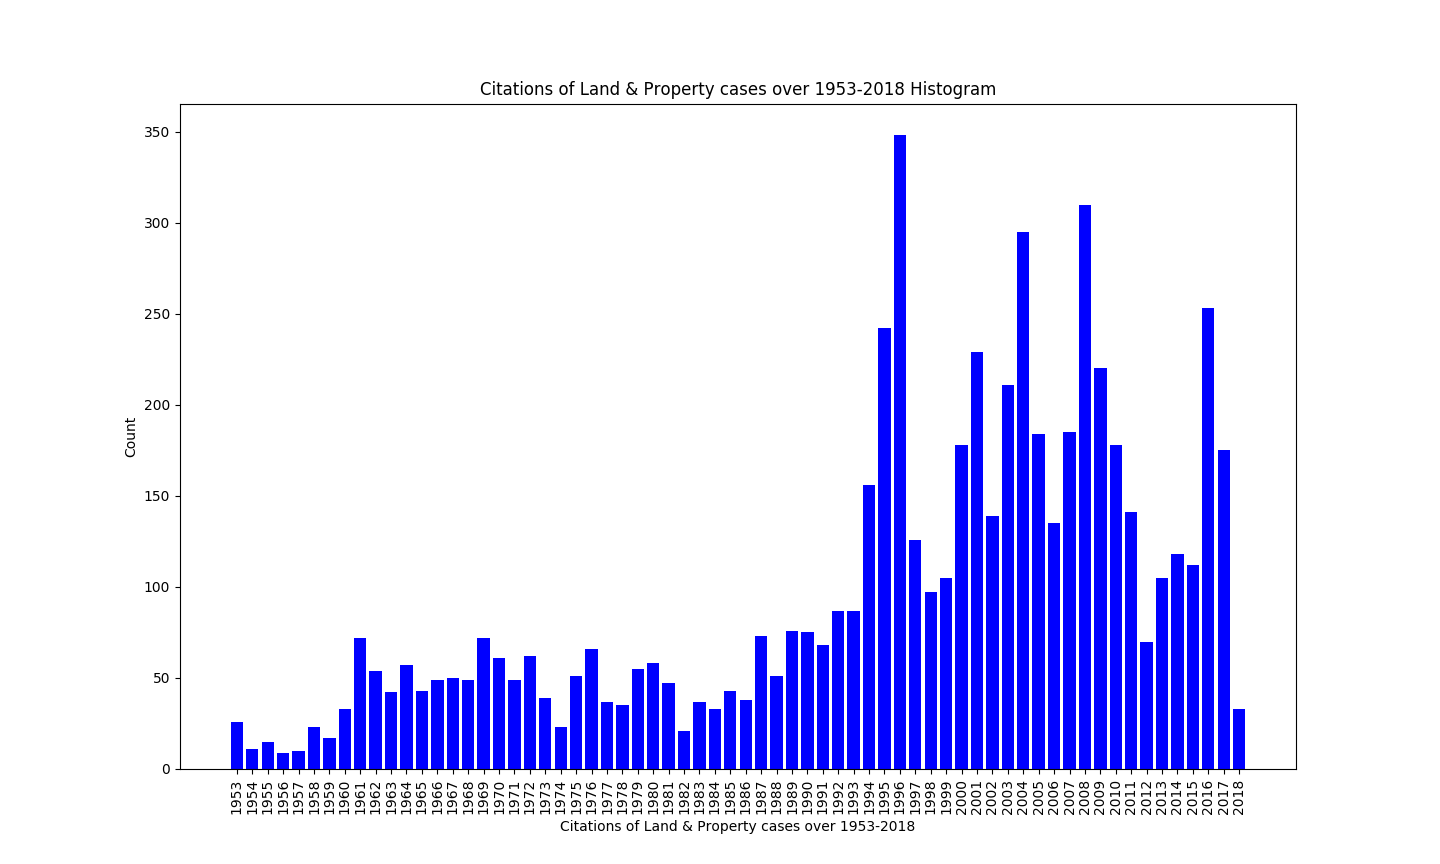 Citations of Land & Property cases over 1953-2018 Histogram
350
300
250
200
150
100
50
0
Count
1953 1954 1955 1956 1957 1958 1959 1960 1961 1962 1963 1964 1965 1966 1967 1968 1969 1970 1971 1972 1973 1974 1975 1976 1977 1978 1979 1980 1981 1982 1983 1984 1985 1986 1987 1988 1989 1990 1991 1992 1993 1994 1995 1996 1997 1998 1999 2000 2001 2002 2003 2004 2005 2006 2007 2008 2009 2010 2011 2012 2013 2014 2015 2016 2017 2018
Citations of Land & Property cases over 1953-2018